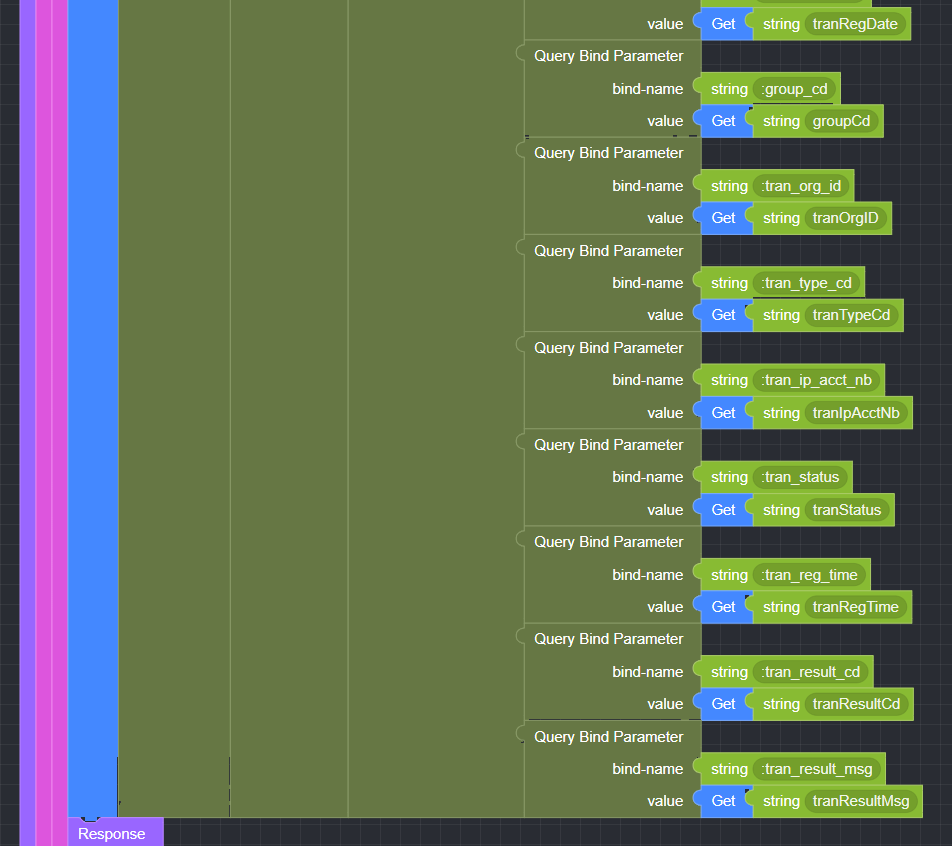 value Get string tranRegDate
Query Bind Parameter
bind-name string :group_cd
value Get string groupCd
Query Bind Parameter
bind-name string :tran_org_id
value Get string tranOrgID
Query Bind Parameter
bind-name string :tran_type_cd
value Get string tranTypeCd
Query Bind Parameter
bind-name string :tran_ip_acct_nb
value Get string tranIpAcctNb
Query Bind Parameter
bind-name string :tran_status
value Get string tranStatus
Query Bind Parameter
bind-name string :tran_reg_time
value Get string tranRegTime
Query Bind Parameter
bind-name string :tran_result_cd
value Get string tranResultCd
Query Bind Parameter
bind-name string :tran_result_msg
value Get string tranResultMsg
Response